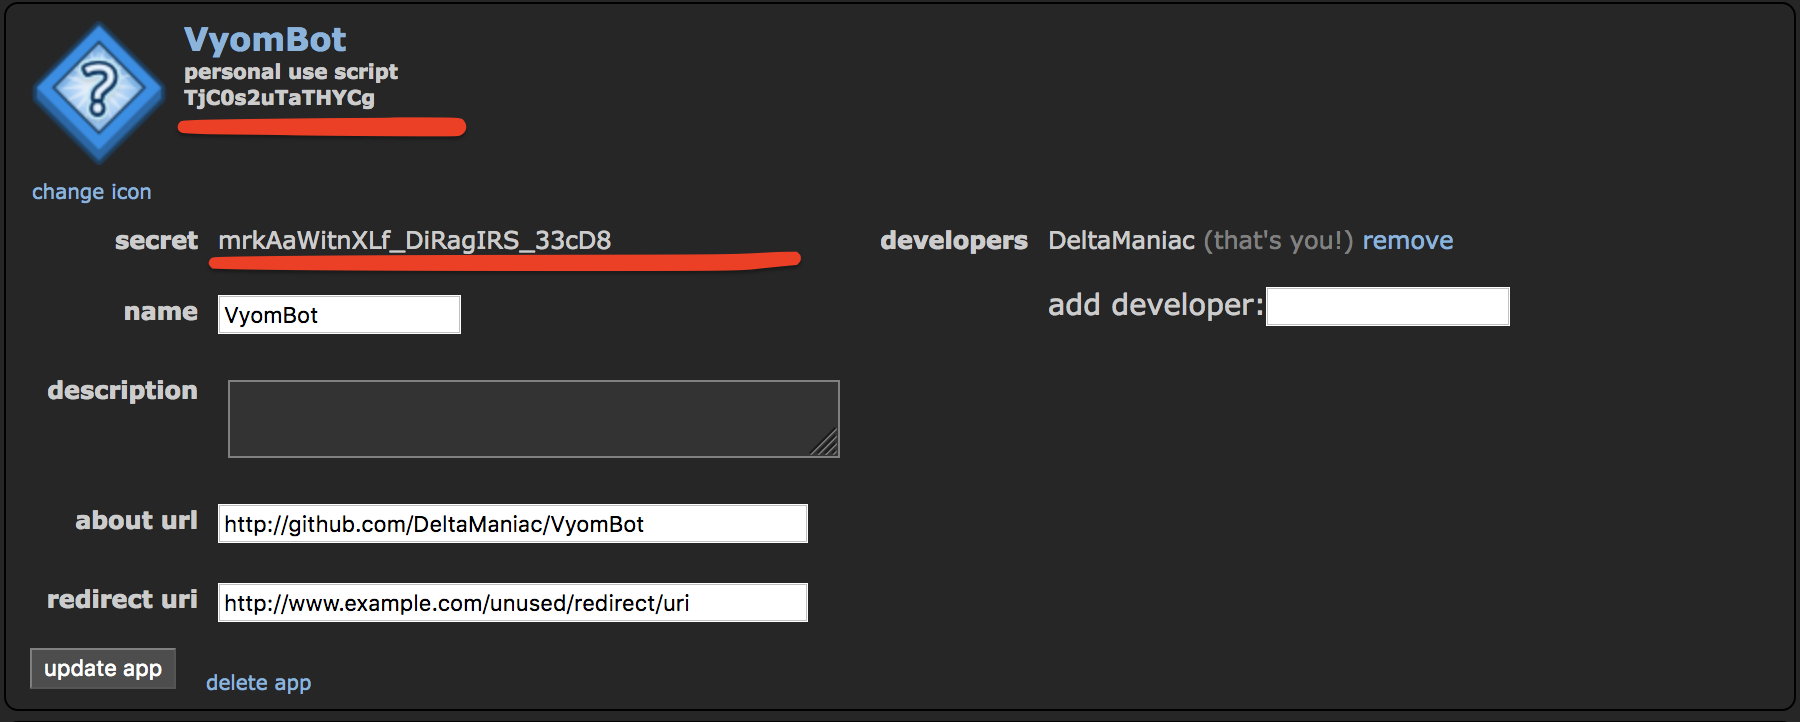 VyomBot
personal use script
TjC0s2uTaTHYCg
change icon
secret mrkAaWitnXLf_DiRagIRS_33cD8
developers DeltaManiac (that's you!) remove
name VyomBot
add developer:
description
about url http://github.com/DeltaManiac/VyomBot
redirect uri http://www.example.com/unused/redirect/uri
update app
delete app